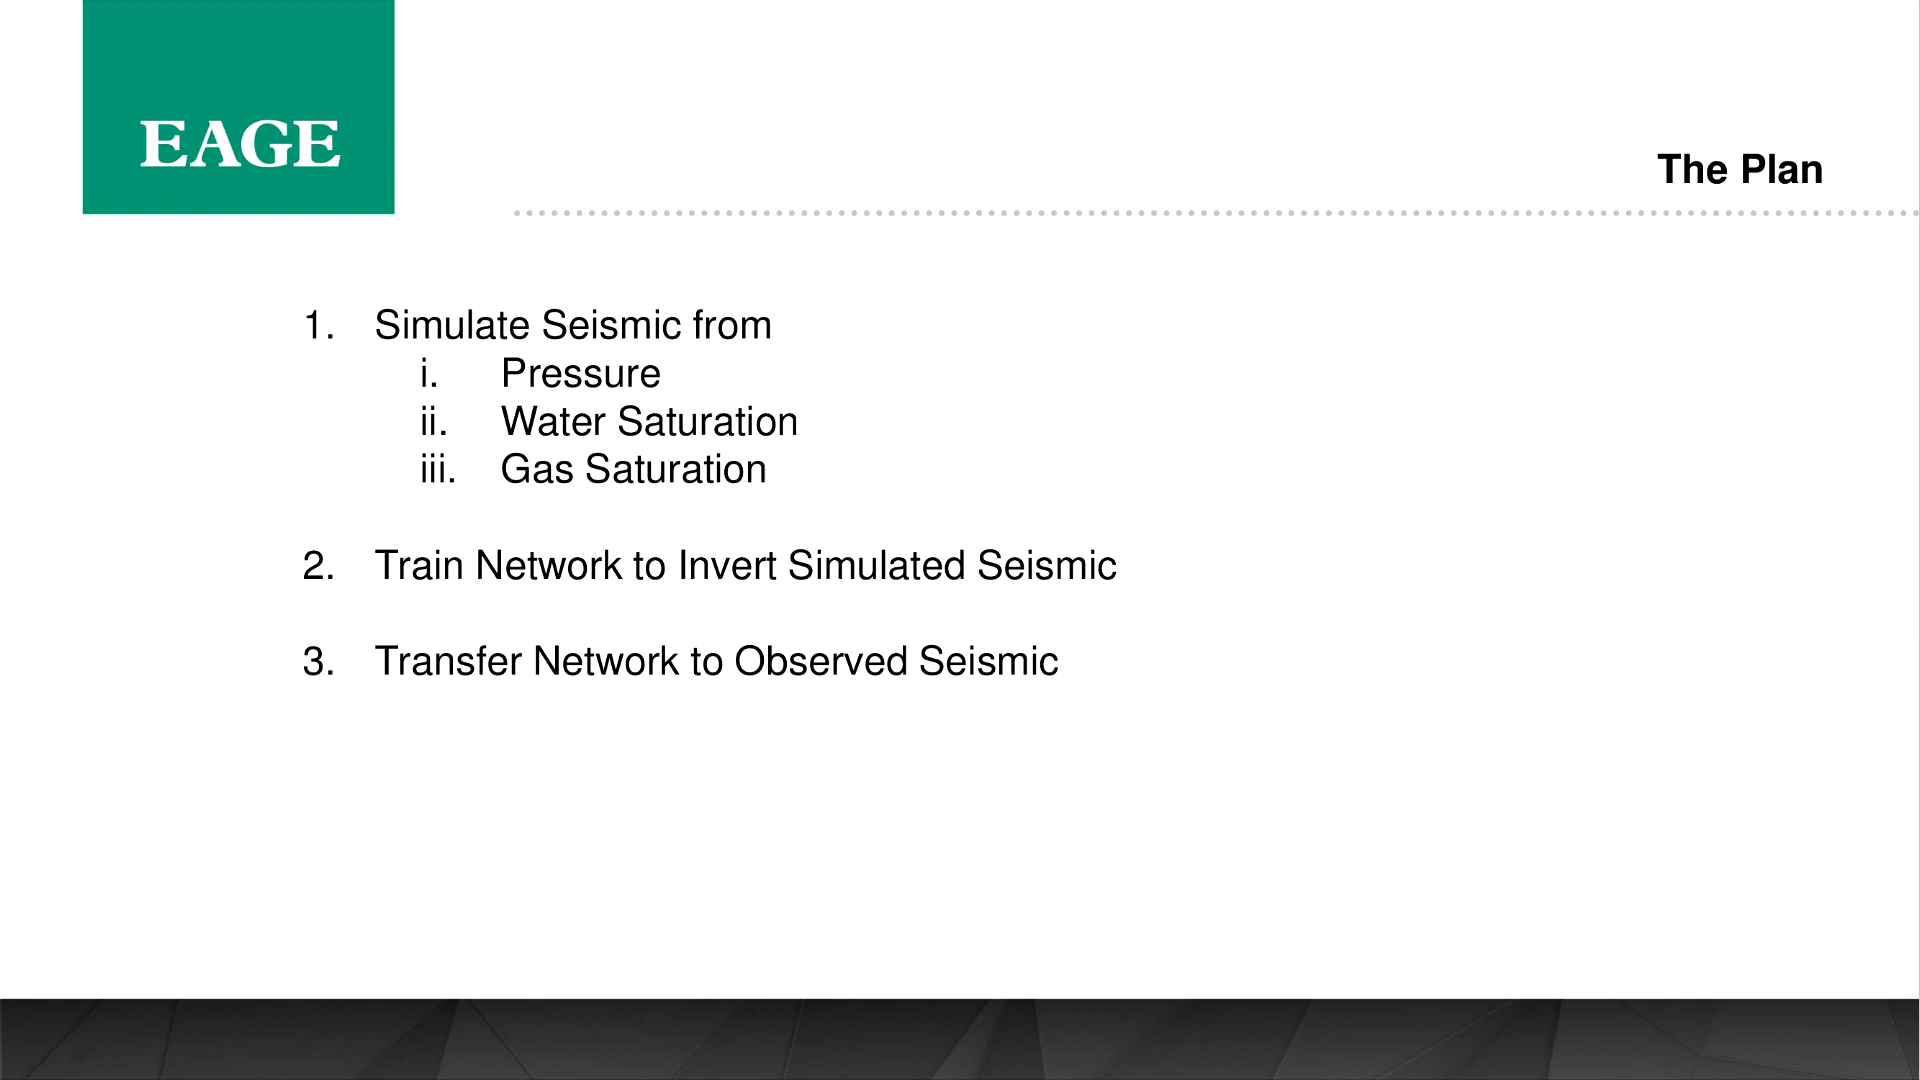 EAGE
The Plan
1. Simulate Seismic from
i. Pressure
ii. Water Saturation
iii. Gas Saturation
2. Train Network to Invert Simulated Seismic
3. Transfer Network to Observed Seismic